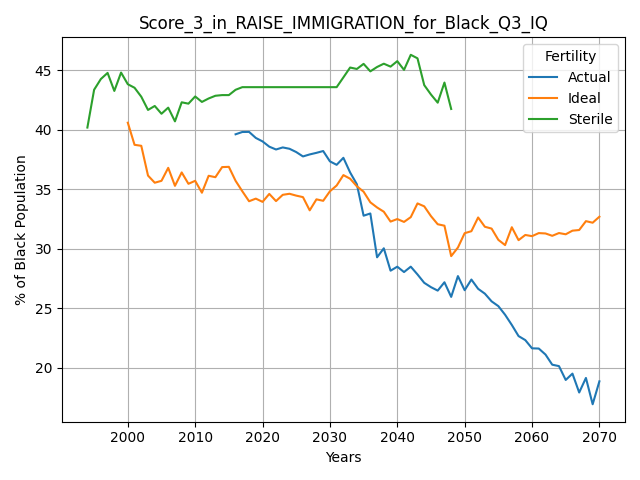 Score_3_in_RAISE_IMMIGRATION_for_Black_Q3_IQ
Fertility
Actual
Ideal
Sterile
% of Black Population
45
40
35
30
25
20
2000 2010 2020 2030 2040 2050 2060 2070
Years